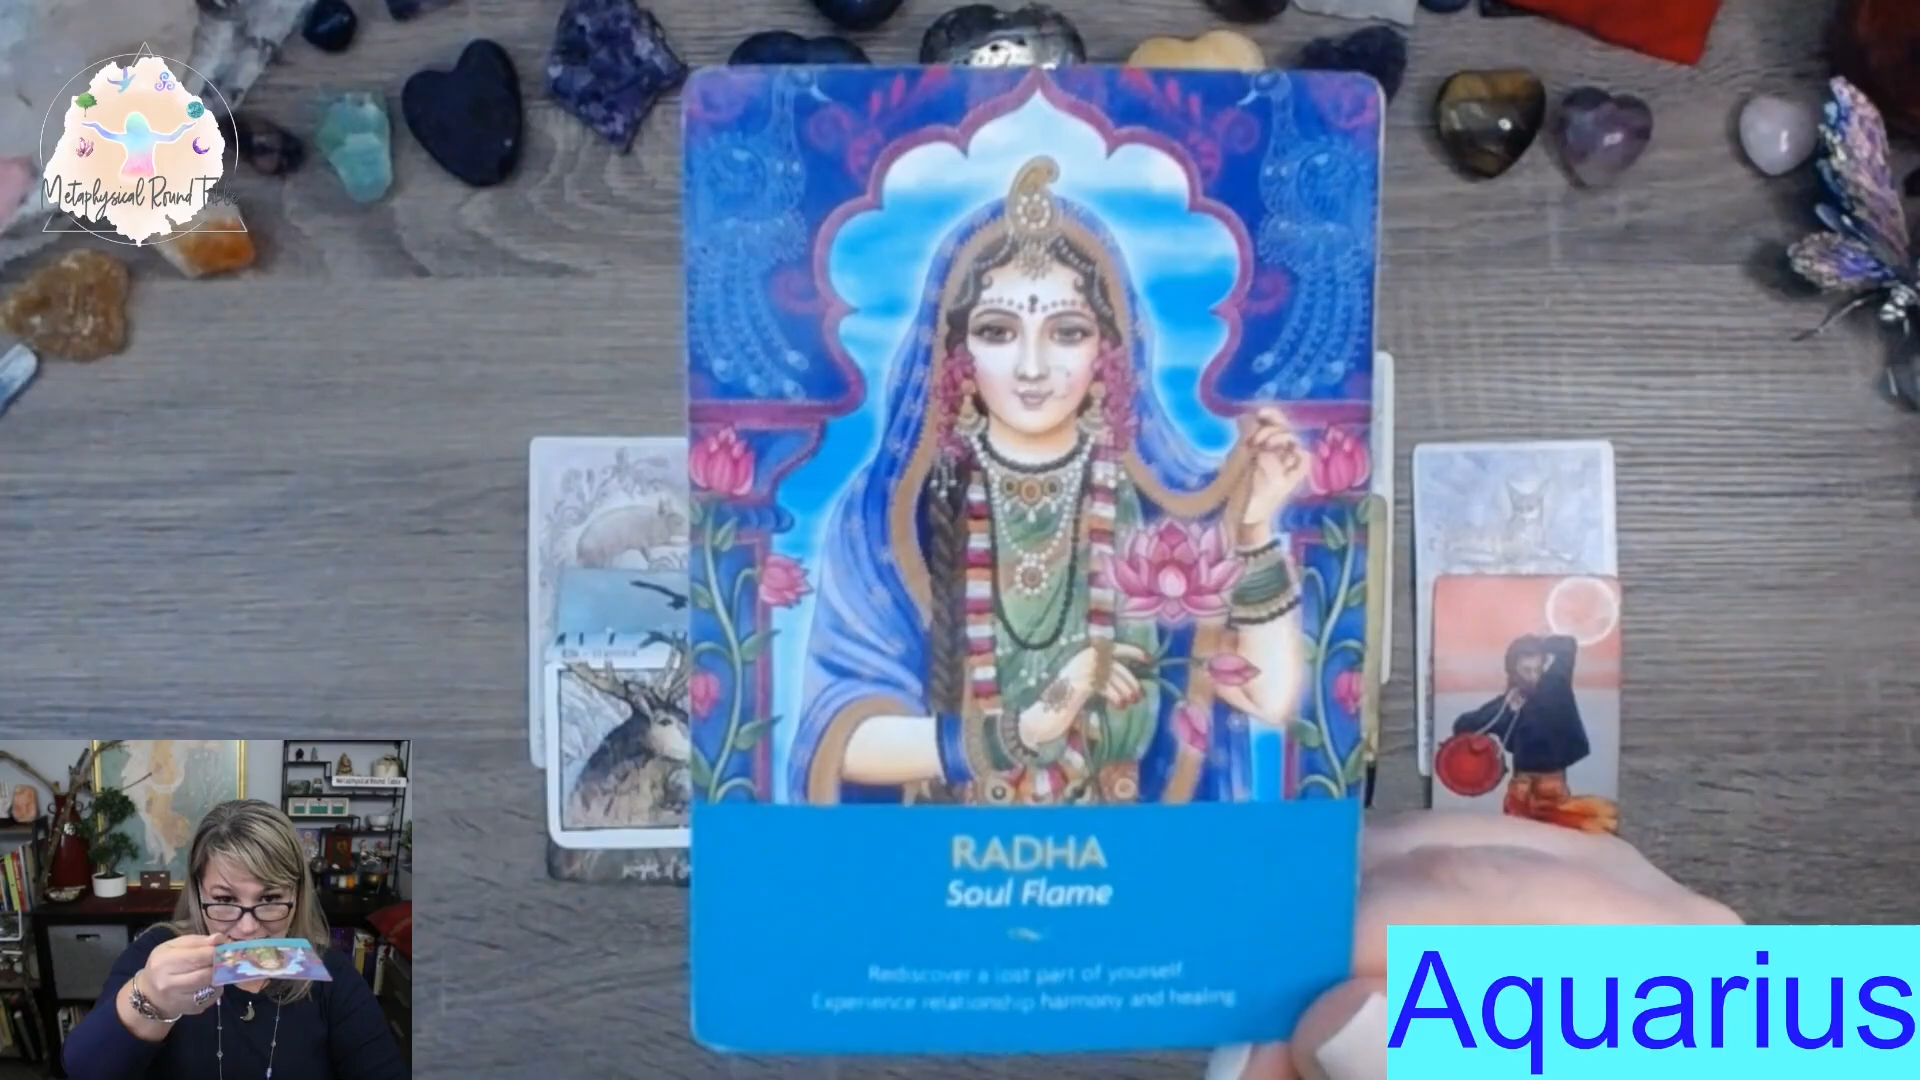 Metaphysical Round Table
RADHA
Soul Flame
Rediscover a lost part of yourself
Experience relationship harmony and healing
Aquarius